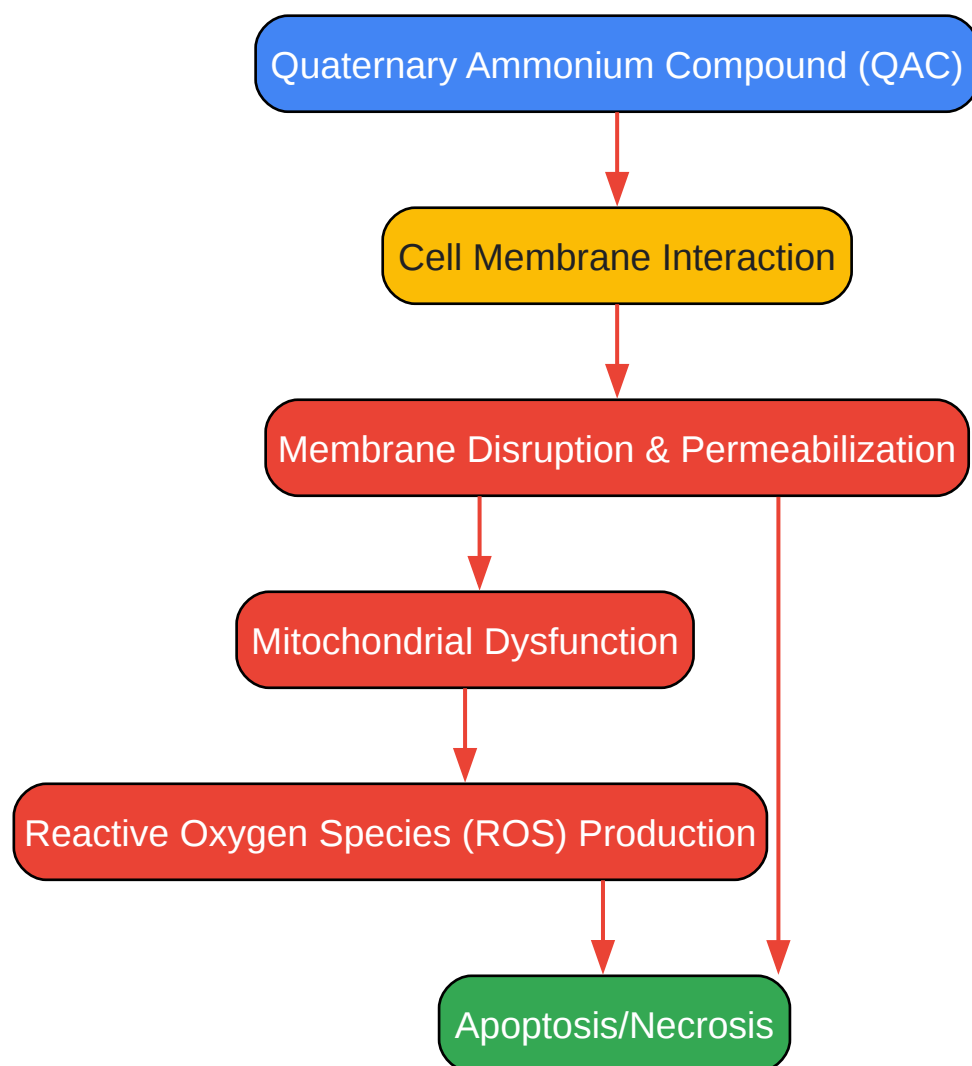 Quaternary Ammonium Compound (QAC)
Cell Membrane Interaction
Membrane Disruption & Permeabilization
Mitochondrial Dysfunction
Reactive Oxygen Species (ROS) Production
Apoptosis/Necrosis